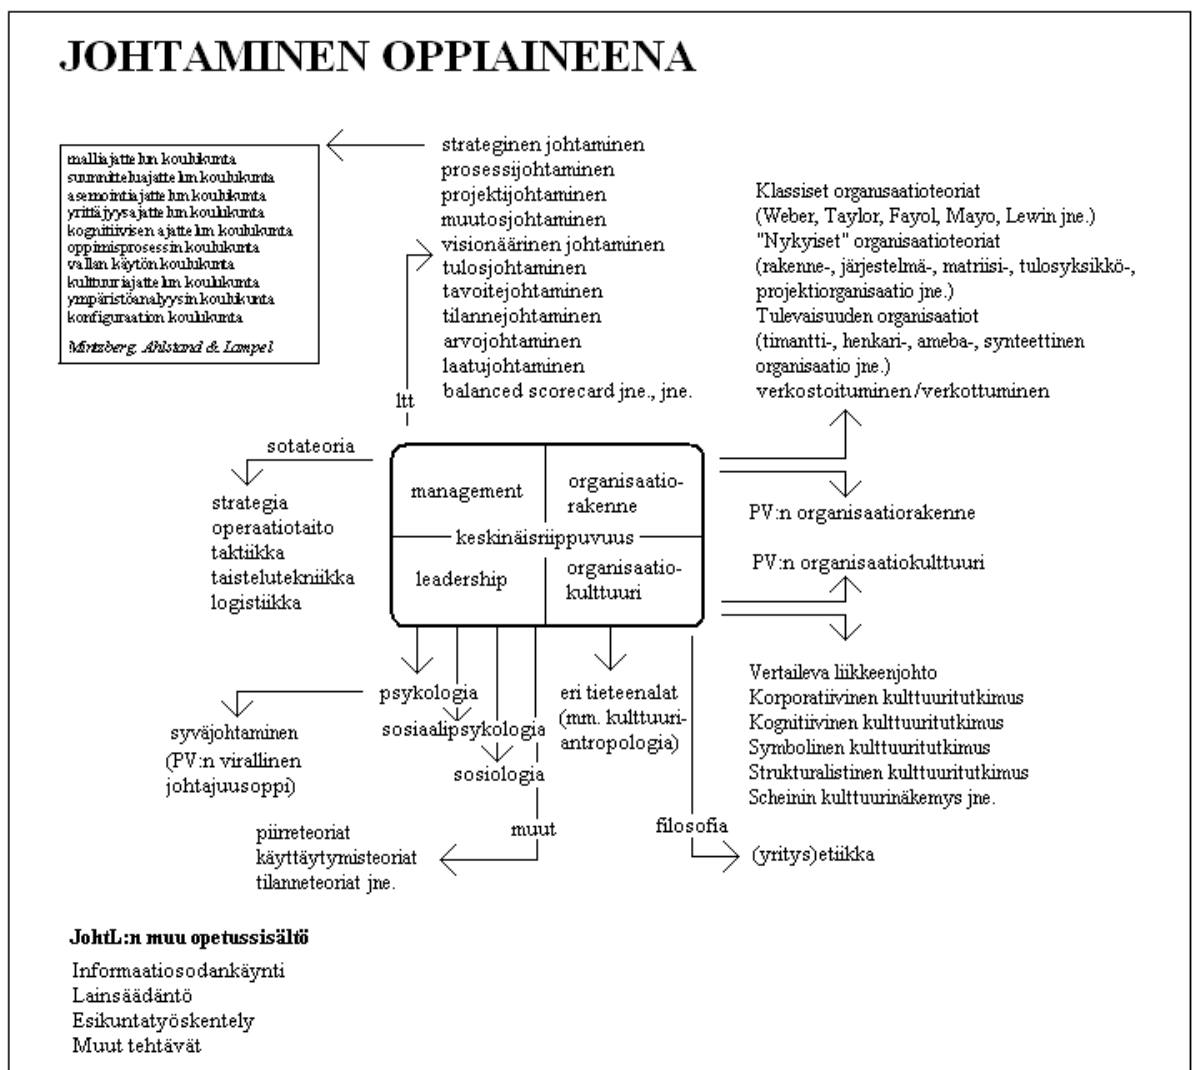 JOHTAMINEN OPPIAINEENA
malliajattelun koulukunta
suunnitteluajattelun koulukunta
asemointiajattelun koulukunta
yrittäjyysajattelun koulukunta
kognitiivisen ajattelun koulukunta
oppimisprosessin koulukunta
vallan käytön koulukunta
kulttuuriajattelun koulukunta
ympäristöanalyysin koulukunta
konfiguraation koulukunta
Mintzberg, Ahlstand & Lampel
strateginen johtaminen
prosessijohtaminen
projektijohtaminen
muutosjohtaminen
visionäärinen johtaminen
tulosjohtaminen
tavoitejohtaminen
tilannejohtaminen
arvojohtaminen
laatujohtaminen
balanced scorecard jne., jne.
ltt
Klassiset organisaatioteoriat
(Weber, Taylor, Fayol, Mayo, Lewin jne.)
"Nykyiset" organisaatioteoriat
(rakenne-, järjestelmä-, matriisi-, tulosyksikkö-,
projektiorganisaatio jne.)
Tulevaisuuden organisaatiot
(timantti-, henkari-, ameba-, synteettinen
organisaatio jne.)
verkostoituminen/verkottuminen
sotateoria
strategia
operaatiotaito
taktiikka
taistelutekniikka
logistiikka
management
organisaatio-
rakenne
keskinäisriippuvuus
leadership
organisaatio-
kulttuuri
PV:n organisaatiorakenne
PV:n organisaatiokulttuuri
psykologia
sosiaalipsykologia
sosiologia
muut
syväjohtaminen
(PV:n virallinen
johtajuusoppi)
piirreteoriat
käyttäytymisteoriat
tilanneteoriat jne.
eri tieteenalat
(mm. kulttuuri-
antropologia)
filosofia
(yritys)etiikka
Vertaileva liikkeenjohto
Korporatiivinen kulttuuritutkimus
Kognitiivinen kulttuuritutkimus
Symbolinen kulttuuritutkimus
Strukturalistinen kulttuuritutkimus
Scheinin kulttuurinäkemys jne.
JohtL:n muu opetussisältö
Informaatiosodankäynti
Lainsäädäntö
Esikuntatyöskentely
Muut tehtävät